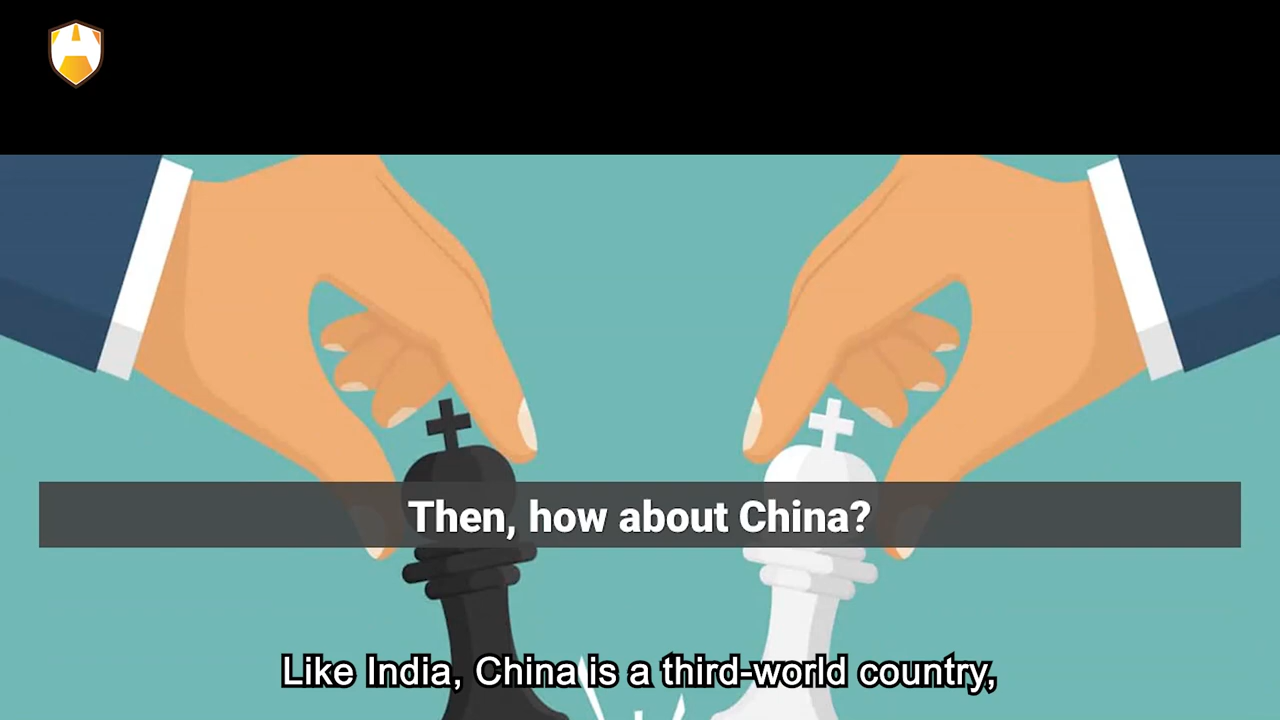 Then, how about China?
Like India, China is a third-world country,